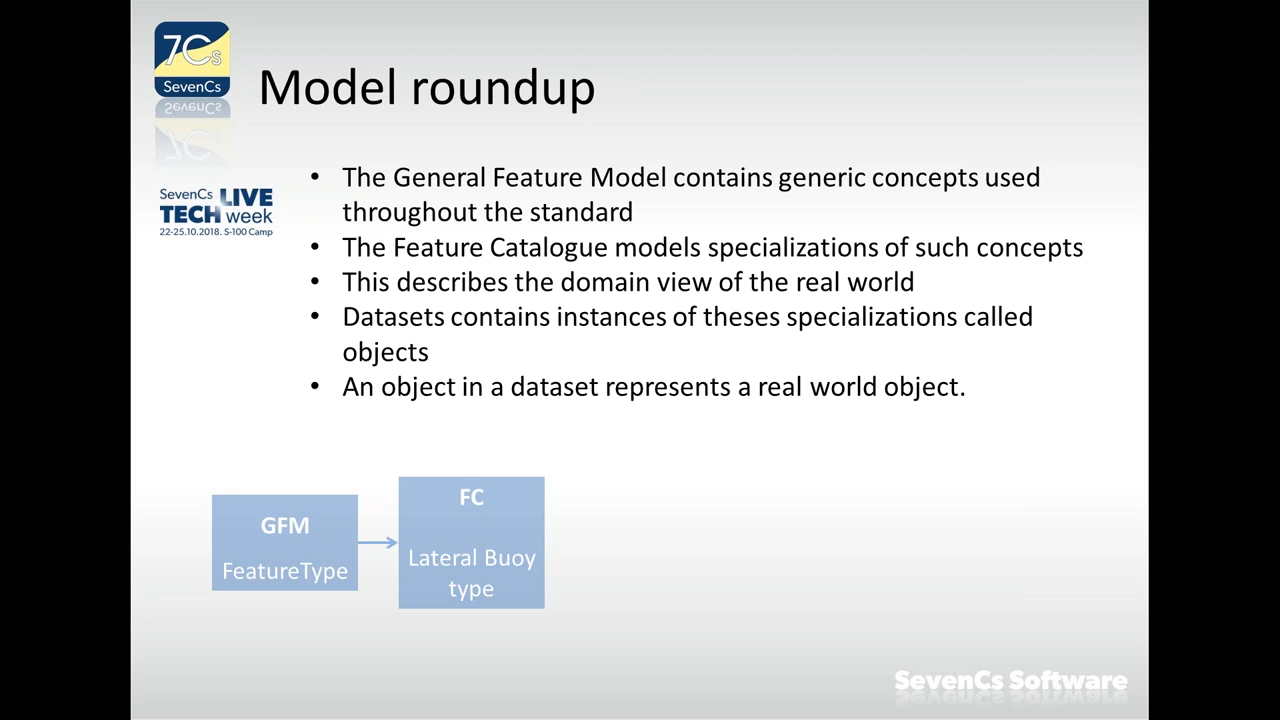 7Cs
SevenCs
Model roundup
SevenCs LIVE
TECH week
22-25.10.2018. S-100 Camp
• The General Feature Model contains generic concepts used
throughout the standard
• The Feature Catalogue models specializations of such concepts
• This describes the domain view of the real world
• Datasets contains instances of theses specializations called
objects
• An object in a dataset represents a real world object.
GFM
FeatureType
FC
Lateral Buoy
type
SevenCs Software